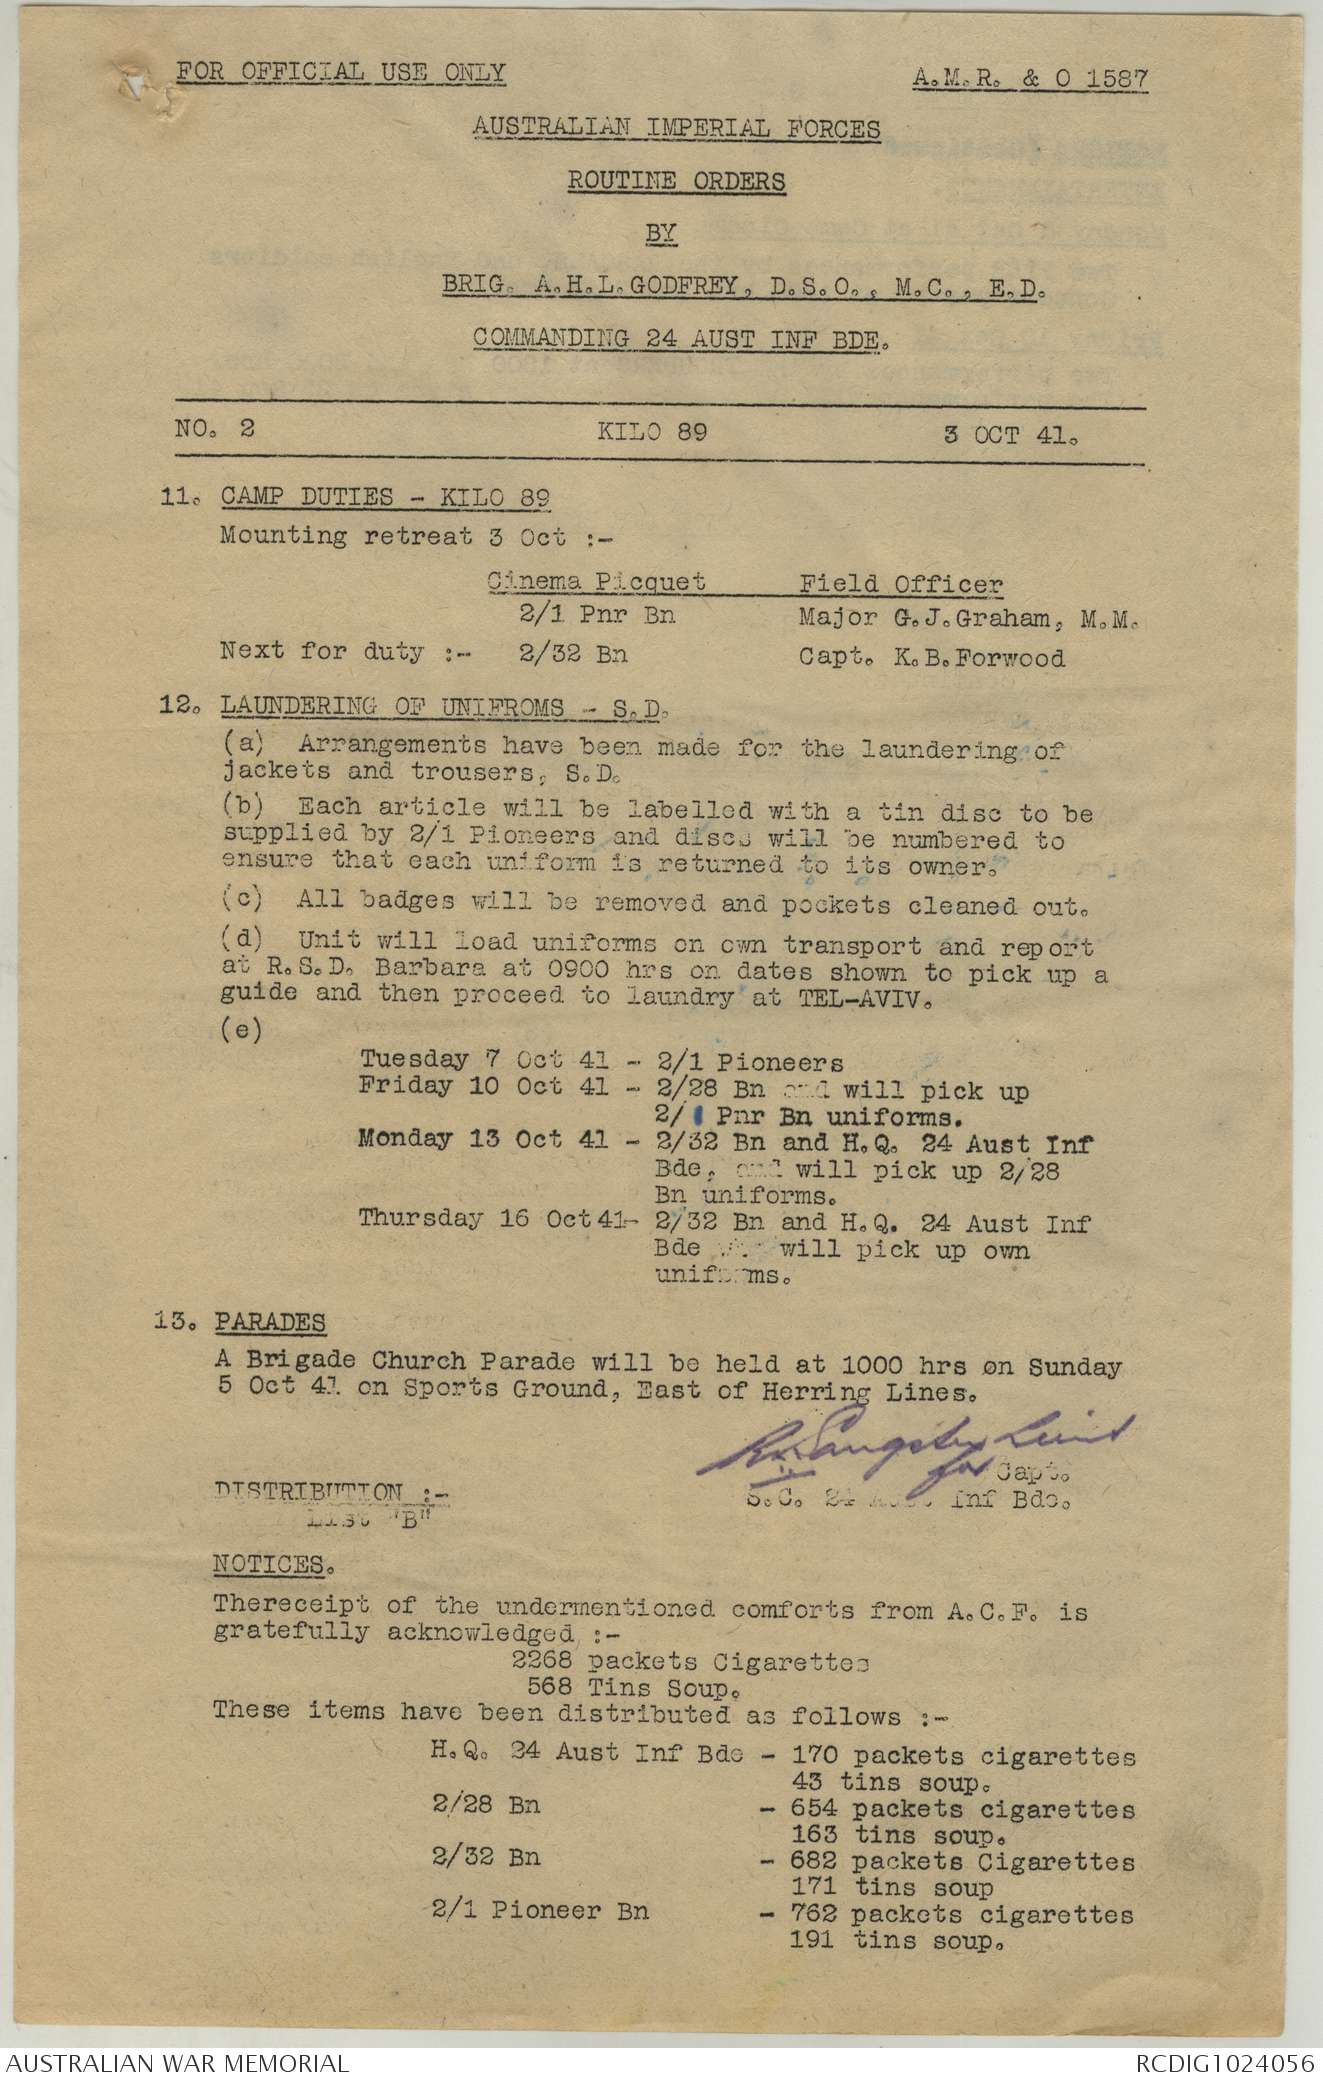 FOR OFFICIAL USE ONLY A.M.R. & O 1587
AUSTRALIAN IMPERIAL FORCES
ROUTINE ORDERS
BY
BRIG. A.H.L.GODFREY, D.S.O., M.C., E.D.
COMMANDING 24 AUST INF BDE.
NO. 2 KILO 89 3 OCT 41.
11. CAMP DUTIES - KILO 89
Mounting retreat 3 Oct :-
Cinema Picquet Field Officer
2/1 Pnr Bn Major G.J.Graham, M.M.
Next for duty :- 2/32 Bn Capt. K.B.Forwood
12. LAUNDERING OF UNIFROMS - S.D.
(a) Arrangements have been made for the laundering of
jackets and trousers, S.D.
(b) Each article will be labelled with a tin disc to be
supplied by 2/1 Pioneers and discs will be numbered to
ensure that each uniform is returned to its owner.
(c) All badges will be removed and pockets cleaned out.
(d) Unit will load uniforms on own transport and report
at R.S.D. Barbara at 0900 hrs on dates shown to pick up a
guide and then proceed to laundry at TEL-AVIV.
(e)
Tuesday 7 Oct 41 - 2/1 Pioneers
Friday 10 Oct 41 - 2/28 Bn and will pick up
2/1 Pnr Bn uniforms.
Monday 13 Oct 41 - 2/32 Bn and H.Q. 24 Aust Inf
Bde, and will pick up 2/28
Bn uniforms.
Thursday 16 Oct 41- 2/32 Bn and H.Q. 24 Aust Inf
Bde will pick up own
uniforms.
13. PARADES
A Brigade Church Parade will be held at 1000 hrs on Sunday
5 Oct 41 on Sports Ground, East of Herring Lines.
Lieut
for Capt.
DISTRIBUTION :- S.C. 24 Aust Inf Bde.
List "B"
NOTICES.
Thereceipt of the undermentioned comforts from A.C.F. is
gratefully acknowledged :-
2268 packets Cigarettes
568 Tins Soup.
These items have been distributed as follows :-
H.Q. 24 Aust Inf Bde - 170 packets cigarettes
43 tins soup.
2/28 Bn - 654 packets cigarettes
163 tins soup.
2/32 Bn - 682 packets Cigarettes
171 tins soup
2/1 Pioneer Bn - 762 packets cigarettes
191 tins soup.
AUSTRALIAN WAR MEMORIAL RCDIG1024056